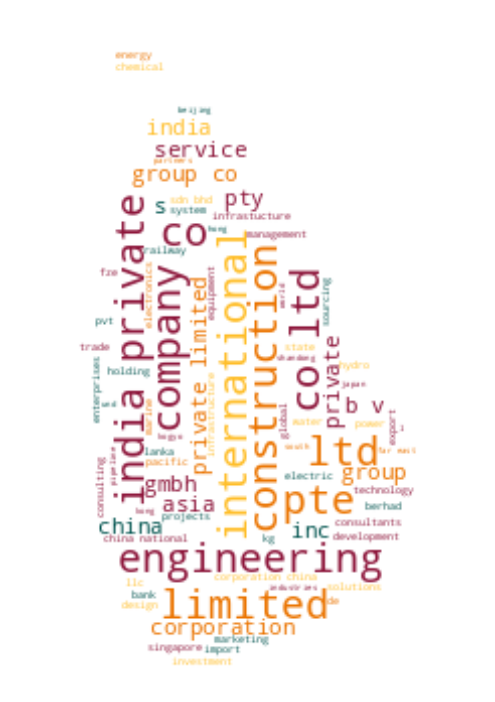 energy
chemical
beijing
india
service
partners
group co
pty
s
sdn bhd
system
infrastucture
co
hong
management
india private
railway
company
international
construction
fze
electronics
equipment
private limited
world
co ltd
sourcing
pvt
trade
state
shandong
private
hydro
holding
enterprises
japan
b v
and
marine
infrastructure
global
water
power
export
kogyo
south
ltd
far east
lanka
pacific
pipeline
consulting
group
gmbh
electric
technology
asia
pte
kong
berhad
projects
china
inc
consultants
china national
kg
development
engineering
corporation china
llc
industries
solutions
bank
design
limited
de
corporation
marketing
singapore
import
investment